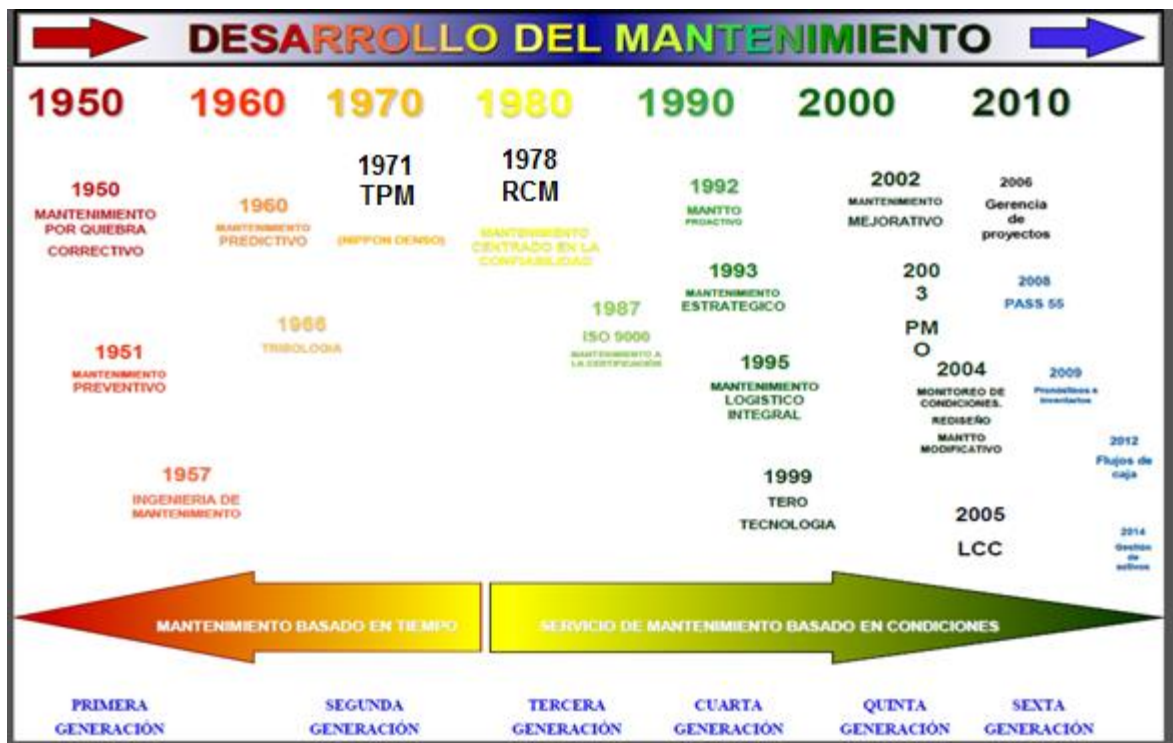 DESARROLLO DEL MANTENIMIENTO
1950 1960 1970 1980 1990 2000 2010
1950
MANTENIMIENTO
POR QUIEBRA
CORRECTIVO
1951
MANTENIMIENTO
PREVENTIVO
1957
INGENIERIA DE
MANTENIMIENTO
1960
MANTENIMIENTO
PREDICTIVO
1966
TRIBOLOGIA
1971
TPM
(NIPPON DENSO)
1978
RCM
MANTENIMIENTO
CENTRADO EN LA
CONFIABILIDAD
1987
ISO 9000
MANTENIMIENTO A
LA CERTIFICACIÓN
1992
MANTTO
PROACTIVO
1993
MANTENIMIENTO
ESTRATEGICO
1995
MANTENIMIENTO
LOGISTICO
INTEGRAL
1999
TERO
TECNOLOGIA
2002
MANTENIMIENTO
MEJORATIVO
200
3
PM
O
2004
MONITOREO DE
CONDICIONES.
REDISEÑO
MANTTO
MODIFICATIVO
2005
LCC
2006
Gerencia
de
proyectos
2008
PASS 55
2009
Pronósticos e
inventarios
2012
Flujos de
caja
2014
Gestión
de
activos
MANTENIMIENTO BASADO EN TIEMPO
SERVICIO DE MANTENIMIENTO BASADO EN CONDICIONES
PRIMERA
GENERACIÓN
SEGUNDA
GENERACIÓN
TERCERA
GENERACIÓN
CUARTA
GENERACIÓN
QUINTA
GENERACIÓN
SEXTA
GENERACIÓN